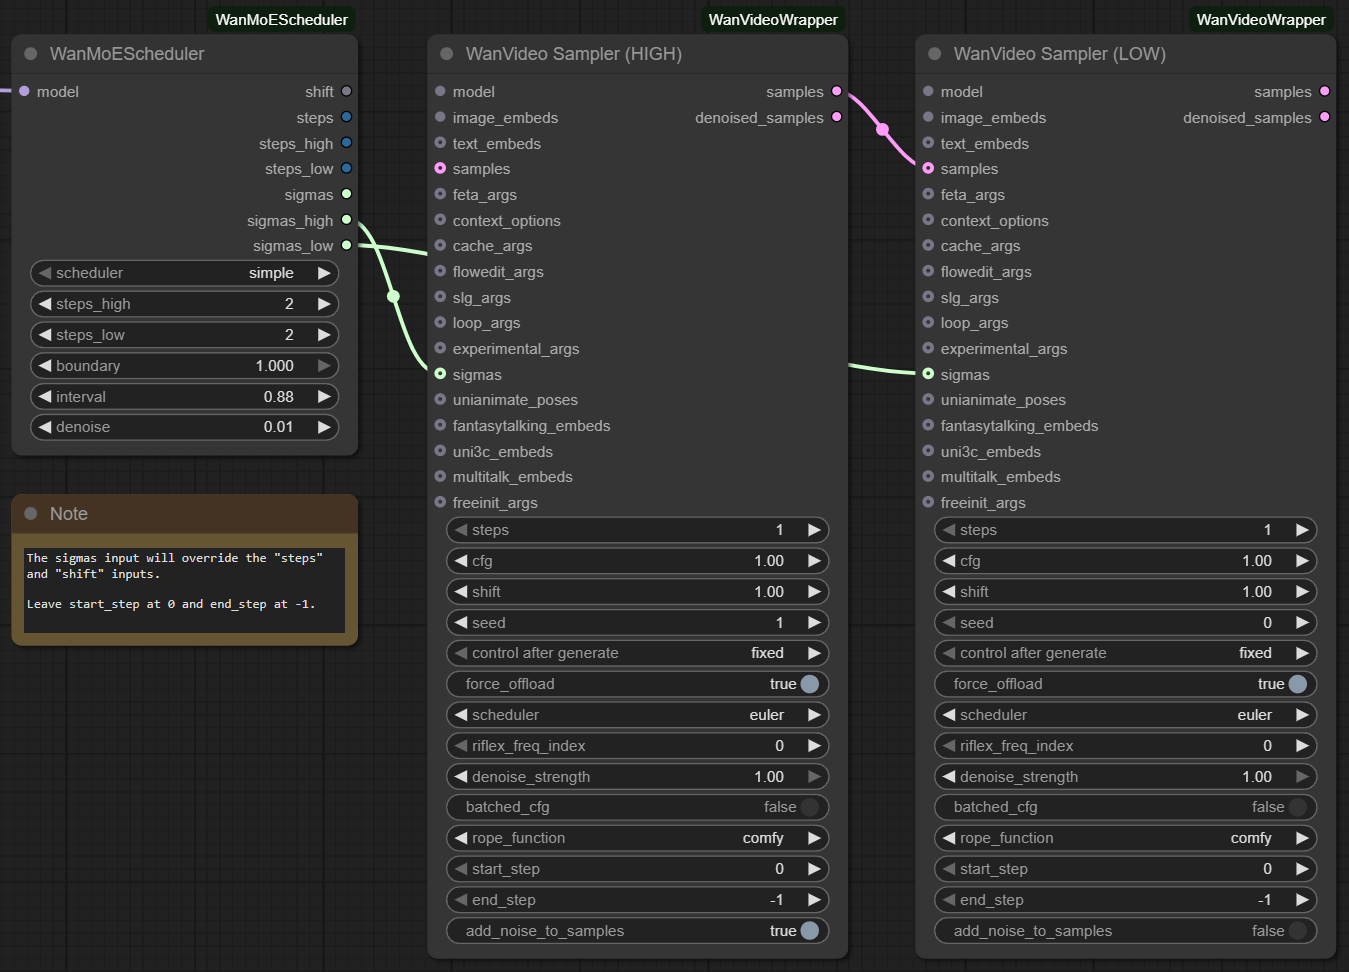 WanMoEScheduler
WanMoEScheduler
model
shift
steps
steps_high
steps_low
sigmas
sigmas_high
sigmas_low
scheduler simple
steps_high 2
steps_low 2
boundary 1.000
interval 0.88
denoise 0.01
Note
The sigmas input will override the "steps"
and "shift" inputs.
Leave start_step at 0 and end_step at -1.
WanVideoWrapper
WanVideo Sampler (HIGH)
model samples
image_embeds denoised_samples
text_embeds
samples
feta_args
context_options
cache_args
flowedit_args
slg_args
loop_args
experimental_args
sigmas
unianimate_poses
fantasytalking_embeds
uni3c_embeds
multitalk_embeds
freeinit_args
steps 1
cfg 1.00
shift 1.00
seed 1
control after generate fixed
force_offload true
scheduler euler
riflex_freq_index 0
denoise_strength 1.00
batched_cfg false
rope_function comfy
start_step 0
end_step -1
add_noise_to_samples true
WanVideoWrapper
WanVideo Sampler (LOW)
model samples
image_embeds denoised_samples
text_embeds
samples
feta_args
context_options
cache_args
flowedit_args
slg_args
loop_args
experimental_args
sigmas
unianimate_poses
fantasytalking_embeds
uni3c_embeds
multitalk_embeds
freeinit_args
steps 1
cfg 1.00
shift 1.00
seed 0
control after generate fixed
force_offload true
scheduler euler
riflex_freq_index 0
denoise_strength 1.00
batched_cfg false
rope_function comfy
start_step 0
end_step -1
add_noise_to_samples false